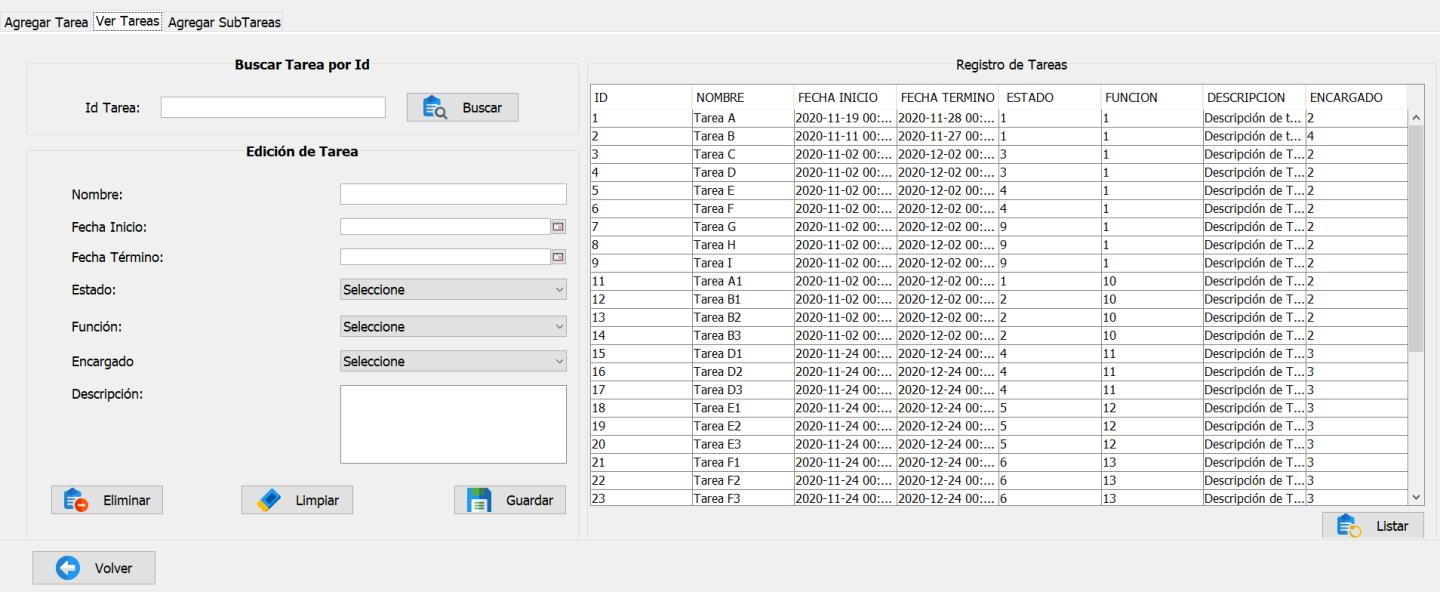 Agregar Tarea Ver Tareas Agregar SubTareas
Buscar Tarea por Id
Id Tarea: Buscar
Edición de Tarea
Nombre:
Fecha Inicio:
Fecha Término:
Estado: Seleccione
Función: Seleccione
Encargado Seleccione
Descripción:
Eliminar Limpiar Guardar
Registro de Tareas
ID NOMBRE FECHA INICIO FECHA TERMINO ESTADO FUNCION DESCRIPCION ENCARGADO
1 Tarea A 2020-11-19 00:... 2020-11-28 00:... 1 1 Descripción de t... 2
2 Tarea B 2020-11-11 00:... 2020-11-27 00:... 1 1 Descripción de t... 4
3 Tarea C 2020-11-02 00:... 2020-12-02 00:... 3 1 Descripción de T... 2
4 Tarea D 2020-11-02 00:... 2020-12-02 00:... 3 1 Descripción de T... 2
5 Tarea E 2020-11-02 00:... 2020-12-02 00:... 4 1 Descripción de T... 2
6 Tarea F 2020-11-02 00:... 2020-12-02 00:... 4 1 Descripción de T... 2
7 Tarea G 2020-11-02 00:... 2020-12-02 00:... 9 1 Descripción de T... 2
8 Tarea H 2020-11-02 00:... 2020-12-02 00:... 9 1 Descripción de T... 2
9 Tarea I 2020-11-02 00:... 2020-12-02 00:... 9 1 Descripción de T... 2
11 Tarea A1 2020-11-02 00:... 2020-12-02 00:... 1 10 Descripción de T... 2
12 Tarea B1 2020-11-02 00:... 2020-12-02 00:... 2 10 Descripción de T... 2
13 Tarea B2 2020-11-02 00:... 2020-12-02 00:... 2 10 Descripción de T... 2
14 Tarea B3 2020-11-02 00:... 2020-12-02 00:... 2 10 Descripción de T... 2
15 Tarea D1 2020-11-24 00:... 2020-12-24 00:... 4 11 Descripción de T... 3
16 Tarea D2 2020-11-24 00:... 2020-12-24 00:... 4 11 Descripción de T... 3
17 Tarea D3 2020-11-24 00:... 2020-12-24 00:... 4 11 Descripción de T... 3
18 Tarea E1 2020-11-24 00:... 2020-12-24 00:... 5 12 Descripción de T... 3
19 Tarea E2 2020-11-24 00:... 2020-12-24 00:... 5 12 Descripción de T... 3
20 Tarea E3 2020-11-24 00:... 2020-12-24 00:... 5 12 Descripción de T... 3
21 Tarea F1 2020-11-24 00:... 2020-12-24 00:... 6 13 Descripción de T... 3
22 Tarea F2 2020-11-24 00:... 2020-12-24 00:... 6 13 Descripción de T... 3
23 Tarea F3 2020-11-24 00:... 2020-12-24 00:... 6 13 Descripción de T... 3
Listar
Volver